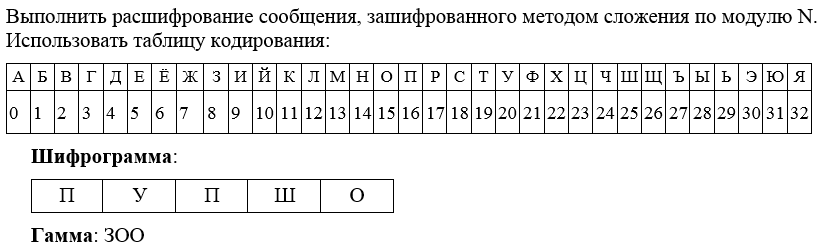 Выполнить расшифрование сообщения, зашифрованного методом сложения по модулю N.
Использовать таблицу кодирования:
А Б В Г Д Е Ё Ж З И Й К Л М Н О П Р С Т У Ф Х Ц Ч Ш Щ Ъ Ы Ь Э Ю Я
0 1 2 3 4 5 6 7 8 9 10 11 12 13 14 15 16 17 18 19 20 21 22 23 24 25 26 27 28 29 30 31 32
Шифрограмма:
П У П Ш О
Гамма: ЗОО